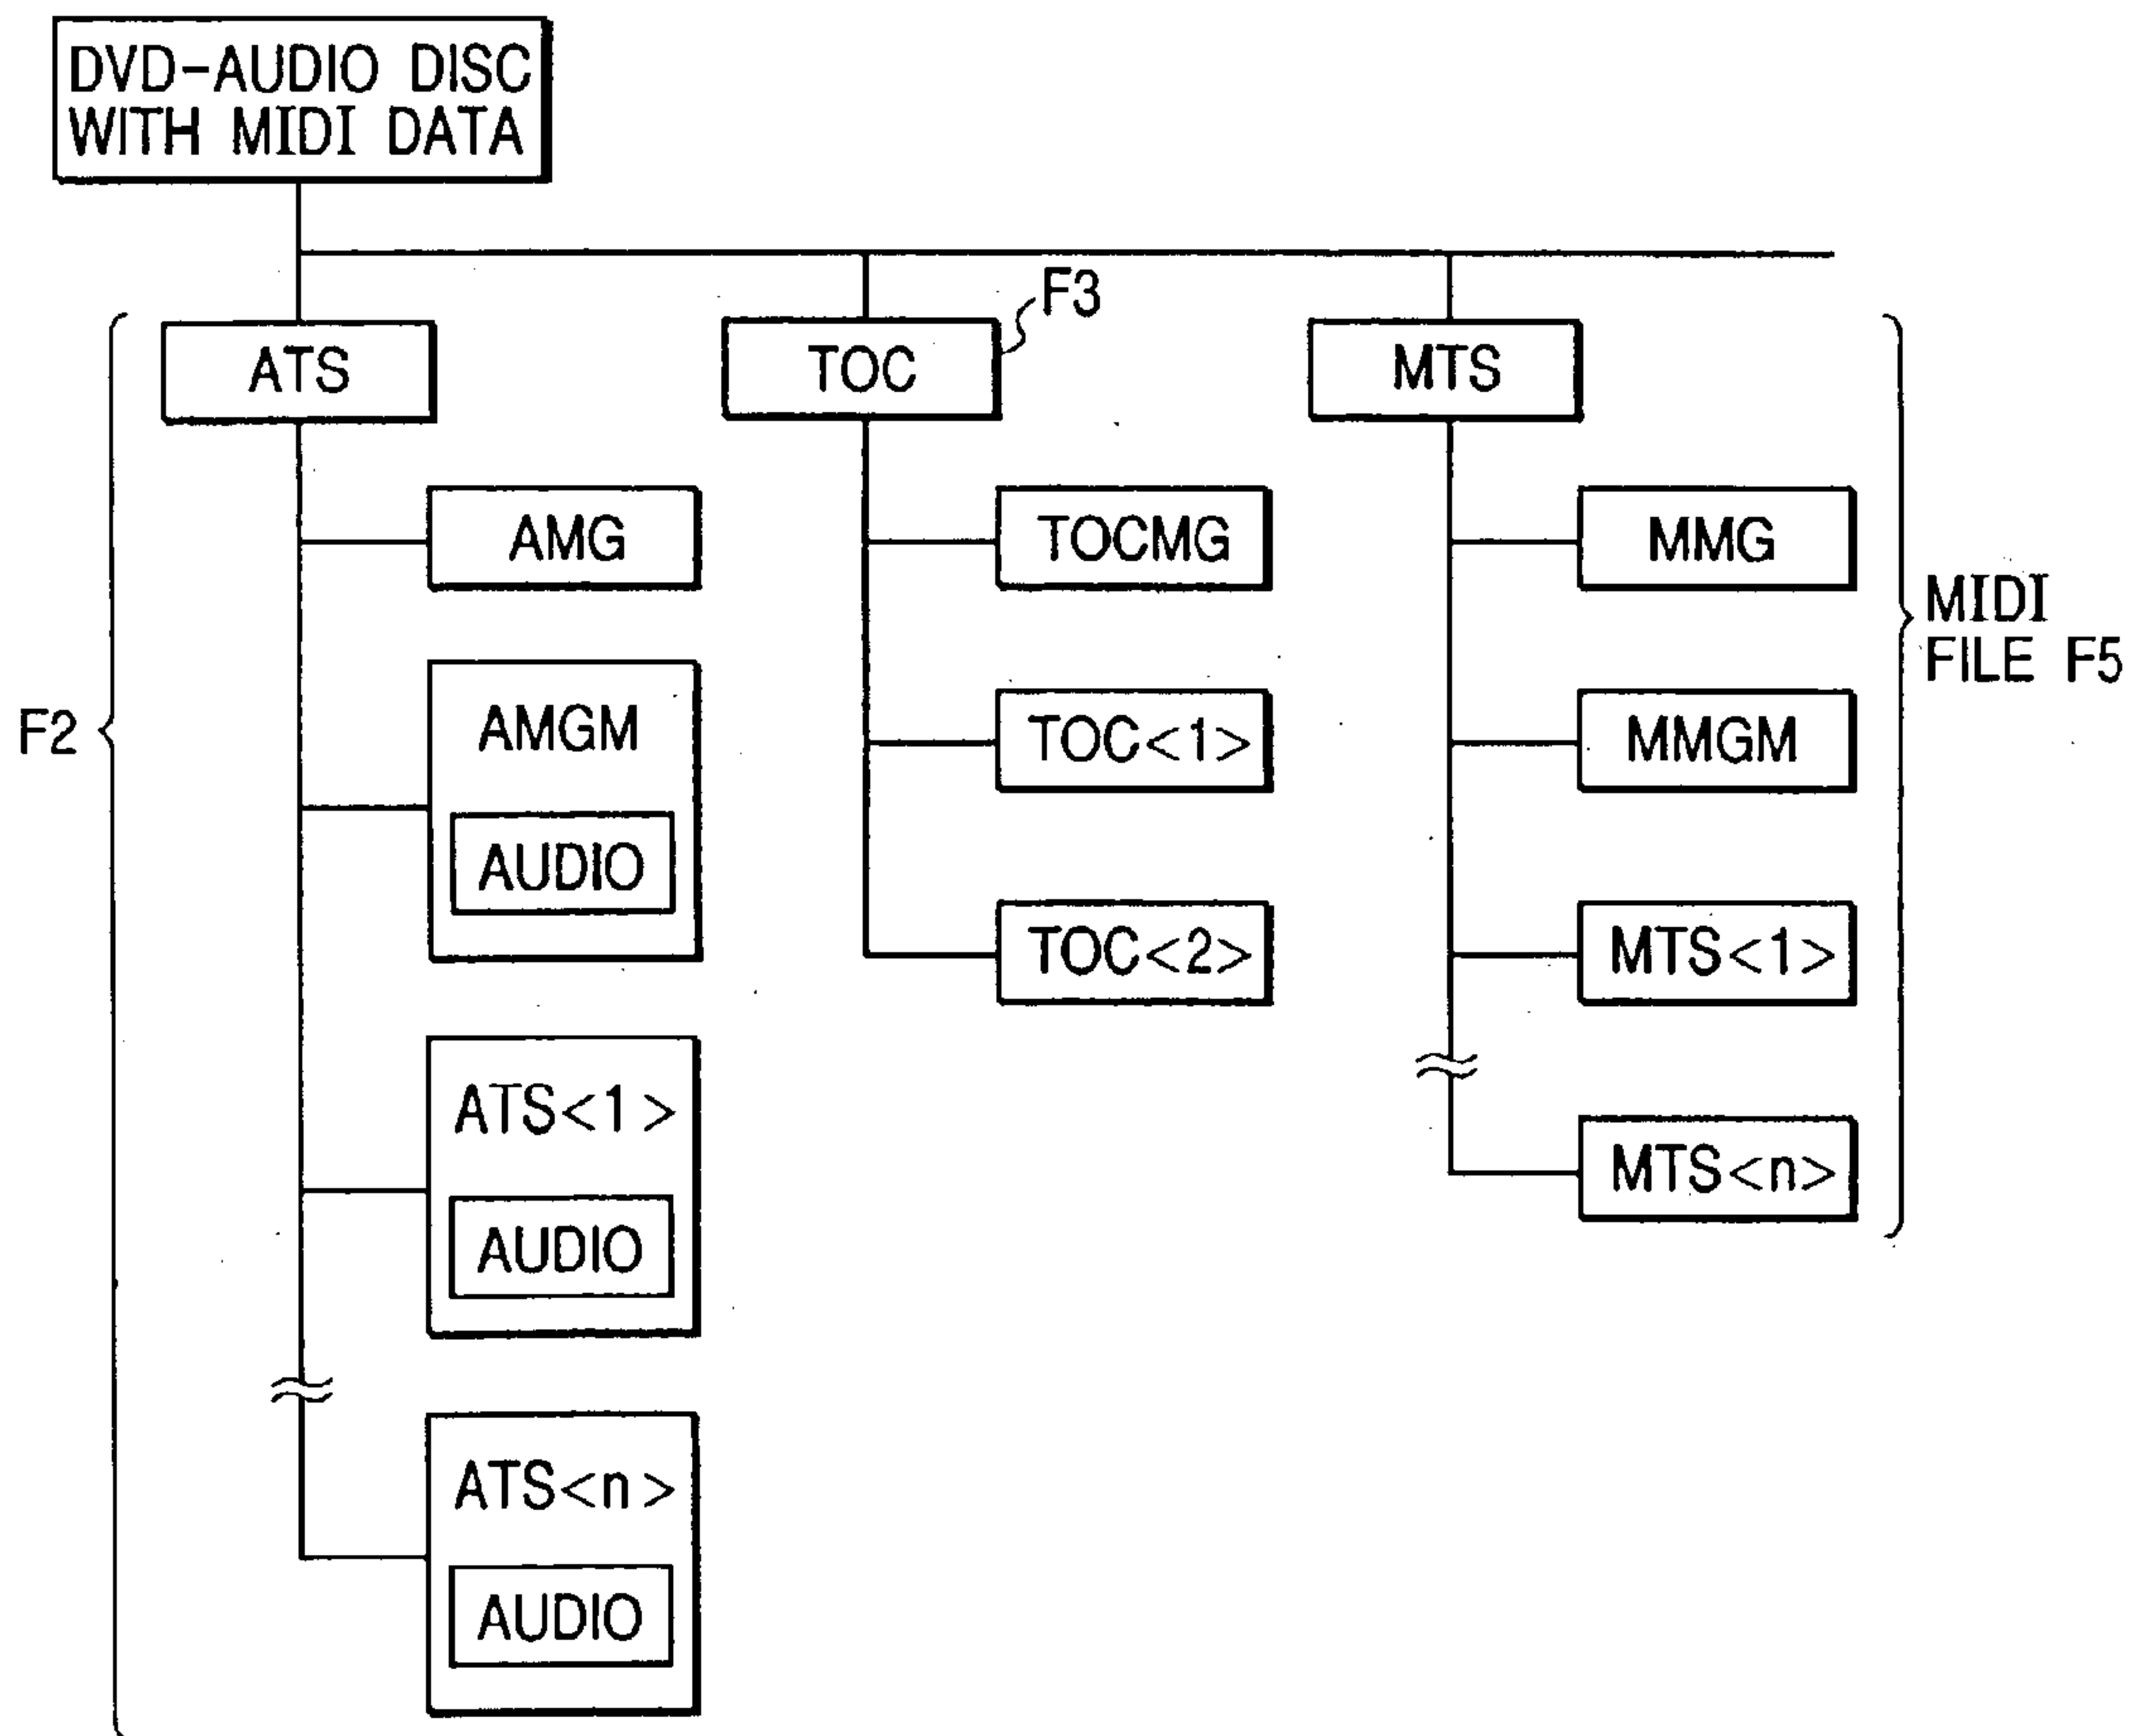 DVD-AUDIO DISC
WITH MIDI DATA
F3
ATS
TOC
MTS
AMG
TOCMG
MMG
MIDI
FILE F5
F2
AMGM
AUDIO
TOC<1>
MMGM
TOC<2>
MTS<1>
ATS<1>
AUDIO
MTS<n>
ATS<n>
AUDIO